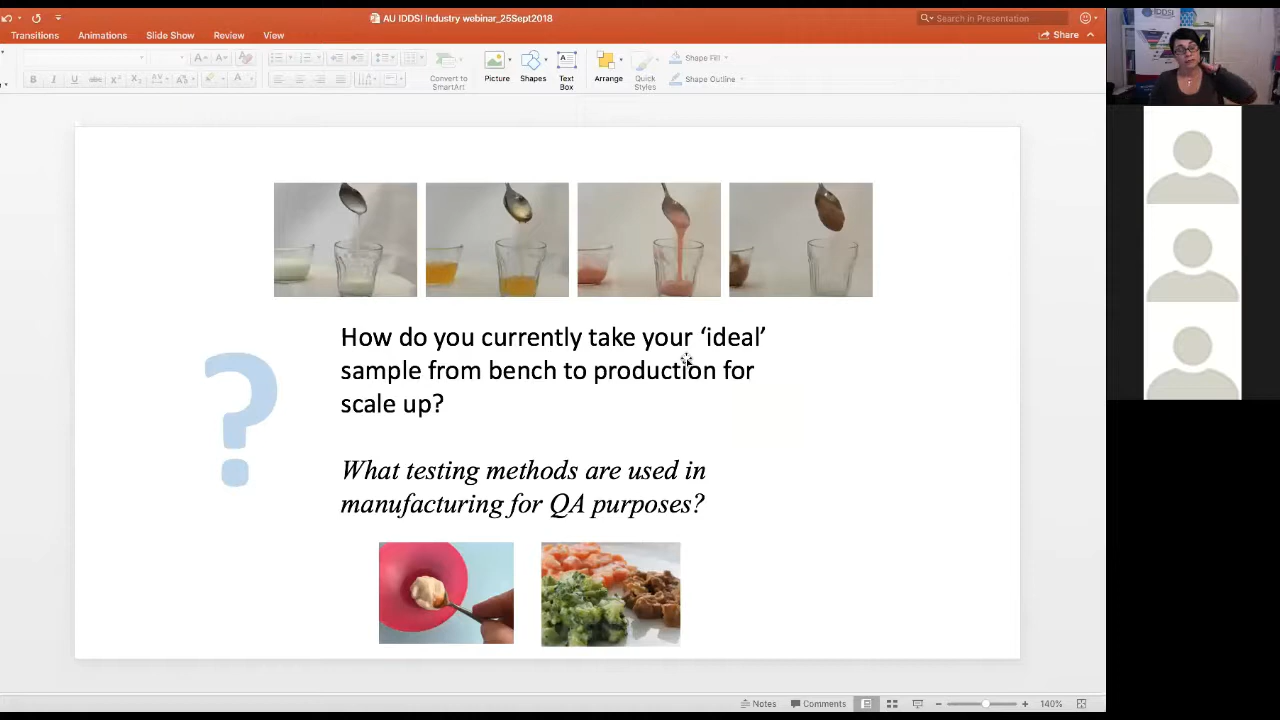 AU IDDSI Industry webinar_25Sept2018
Search in Presentation
Transitions Animations Slide Show Review View
Share
Convert to
SmartArt
Picture
Shapes
Text
Box
Arrange
Quick
Styles
Shape Fill
Shape Outline
IDDSI
How do you currently take your ‘ideal’
sample from bench to production for
scale up?
?
What testing methods are used in
manufacturing for QA purposes?
Notes
Comments
140%